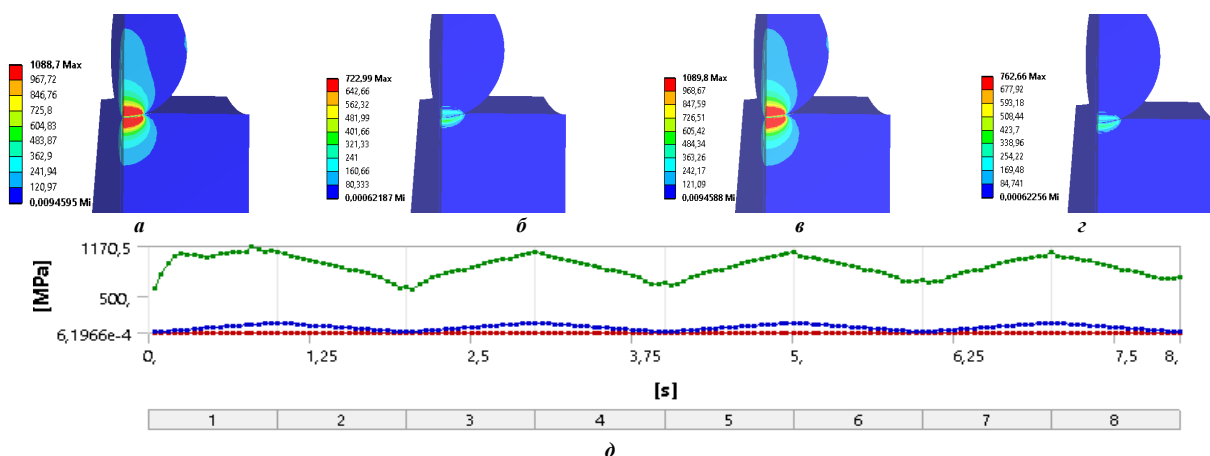 1088,7 Max
967,72
846,76
725,8
604,83
483,87
362,9
241,94
120,97
0,0094595 Mi
722,99 Max
642,66
562,32
481,99
401,66
321,33
241
160,66
80,333
0,00062187 Mi
1089,8 Max
968,67
847,59
726,51
605,42
484,34
363,26
242,17
121,09
0,0094588 Mi
762,66 Max
677,92
593,18
508,44
423,7
338,96
254,22
169,48
84,741
0,00062256 Mi
а б в г
[MPa]
1170,5
500,
6,1966e-4
0, 1,25 2,5 3,75 5, 6,25 7,5 8,
[s]
1 2 3 4 5 6 7 8
д